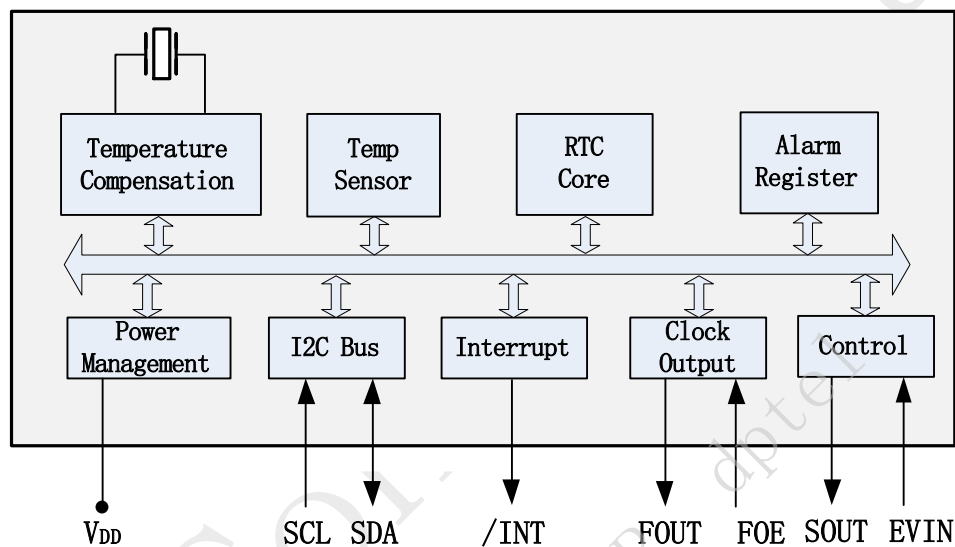 Temperature
Compensation
Temp
Sensor
RTC
Core
Alarm
Register
Power
Management
I2C Bus
Interrupt
Clock
Output
Control
VDD
SCL
SDA
/INT
FOUT
FOE
SOUT
EVIN
dptel